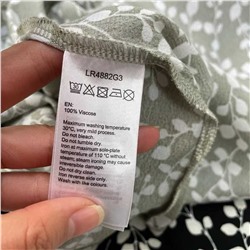 LR4882G3
EN:
100% Viscose
Maximum washing temperature
30°C, very mild process.
Do not bleach.
Do not tumble dry.
Iron at maximum sole-plate
temperature of 110 °C without
steam; steam ironing may cause
irreversible damage.
Do not dry clean.
Iron reverse side only.
Wash with like colours.